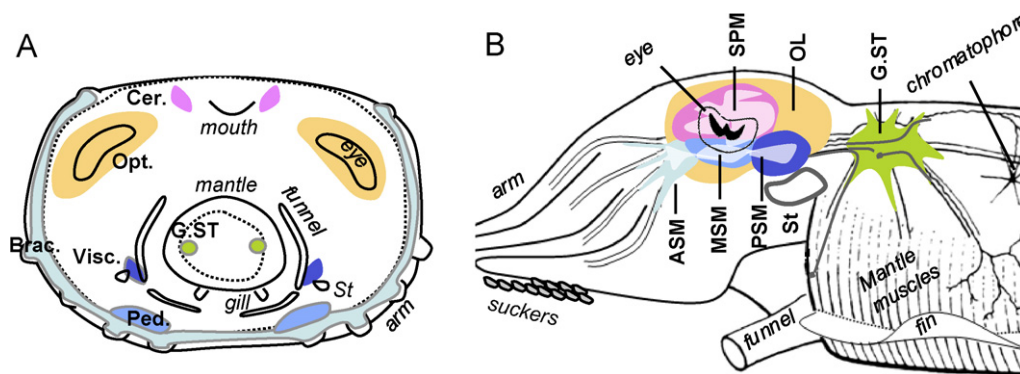 A
Cer.
mouth
Opt.
eye
mantle
funnel
G.ST
Brac.
Visc.
St
gill
Ped.
arm
B
eye
SPM
OL
G.ST
chromatophor
arm
ASM
MSM
PSM
St
Mantle
muscles
suckers
funnel
fin